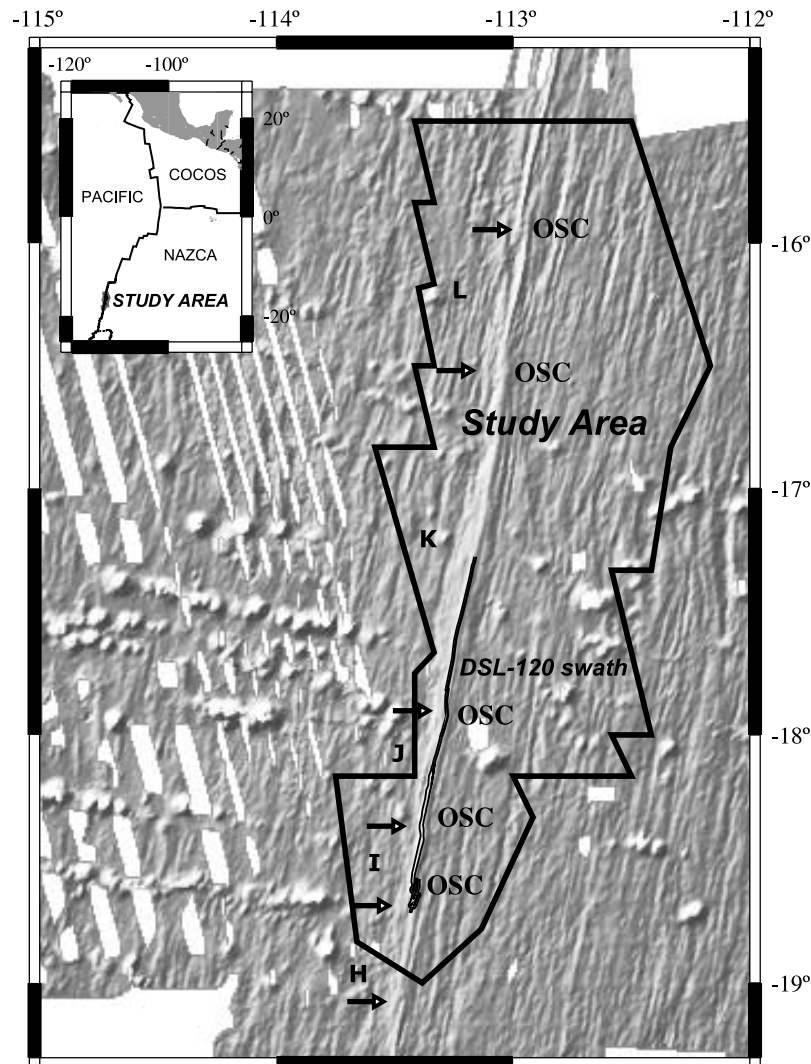 -115º -114º -113º -112º
-120º -100º
20º
COCOS
PACIFIC
0º
NAZCA
STUDY AREA
-20º
OSC
-16º
L
OSC
Study Area
-17º
K
DSL-120 swath
OSC
-18º
J
OSC
I
OSC
H
-19º